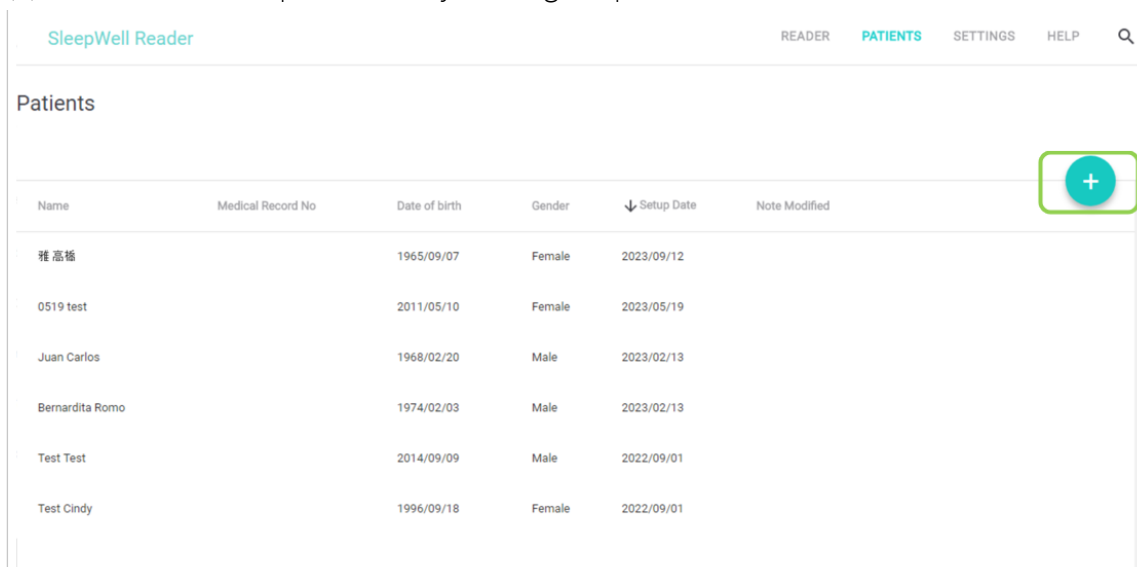 SleepWell Reader READER PATIENTS SETTINGS HELP
Patients
+
Name Medical Record No Date of birth Gender ↓ Setup Date Note Modified
雅 高橋 1965/09/07 Female 2023/09/12
0519 test 2011/05/10 Female 2023/05/19
Juan Carlos 1968/02/20 Male 2023/02/13
Bernardita Romo 1974/02/03 Male 2023/02/13
Test Test 2014/09/09 Male 2022/09/01
Test Cindy 1996/09/18 Female 2022/09/01